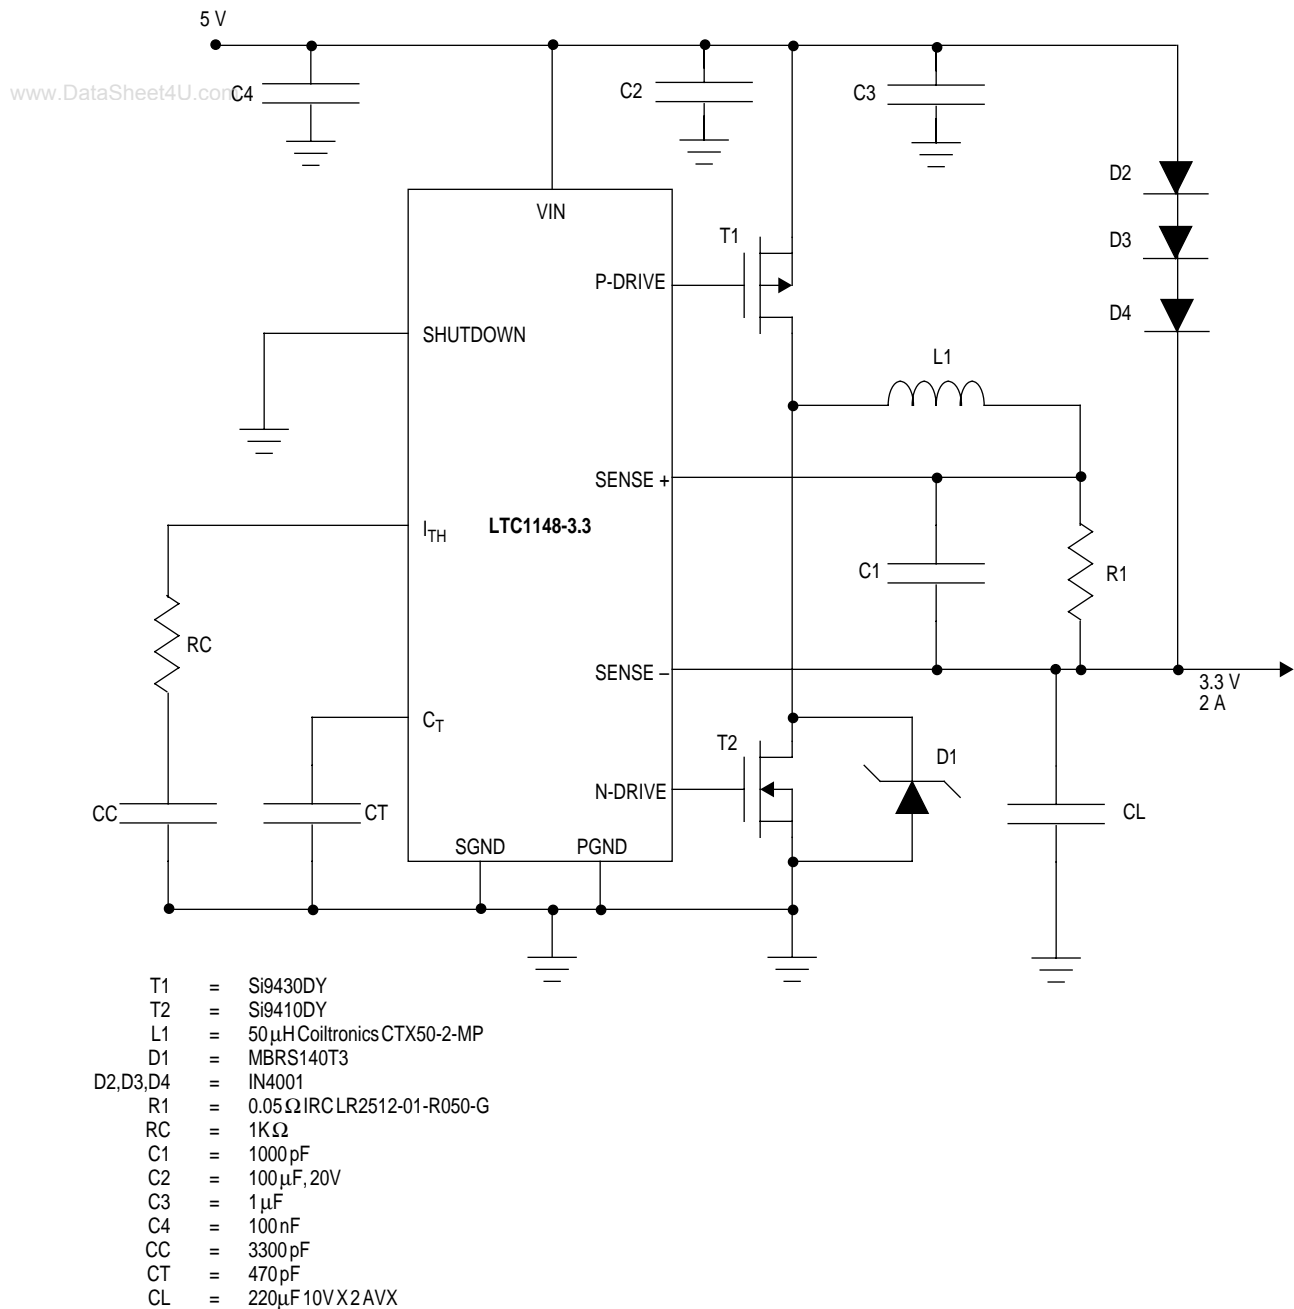 5 V
www.DataSheet4U.com
C4
C2
C3
VIN
D2
T1
D3
P-DRIVE
D4
SHUTDOWN
L1
SENSE +
ITH
LTC1148-3.3
C1
R1
RC
SENSE –
3.3 V
2 A
CT
T2
D1
N-DRIVE
CC
CT
CL
SGND
PGND
T1 = Si9430DY
T2 = Si9410DY
L1 = 50 µH Coiltronics CTX50-2-MP
D1 = MBRS140T3
D2,D3,D4 = IN4001
R1 = 0.05 Ω IRC LR2512-01-R050-G
RC = 1K Ω
C1 = 1000 pF
C2 = 100 µF, 20V
C3 = 1 µF
C4 = 100 nF
CC = 3300 pF
CT = 470 pF
CL = 220µF 10V X 2 AVX